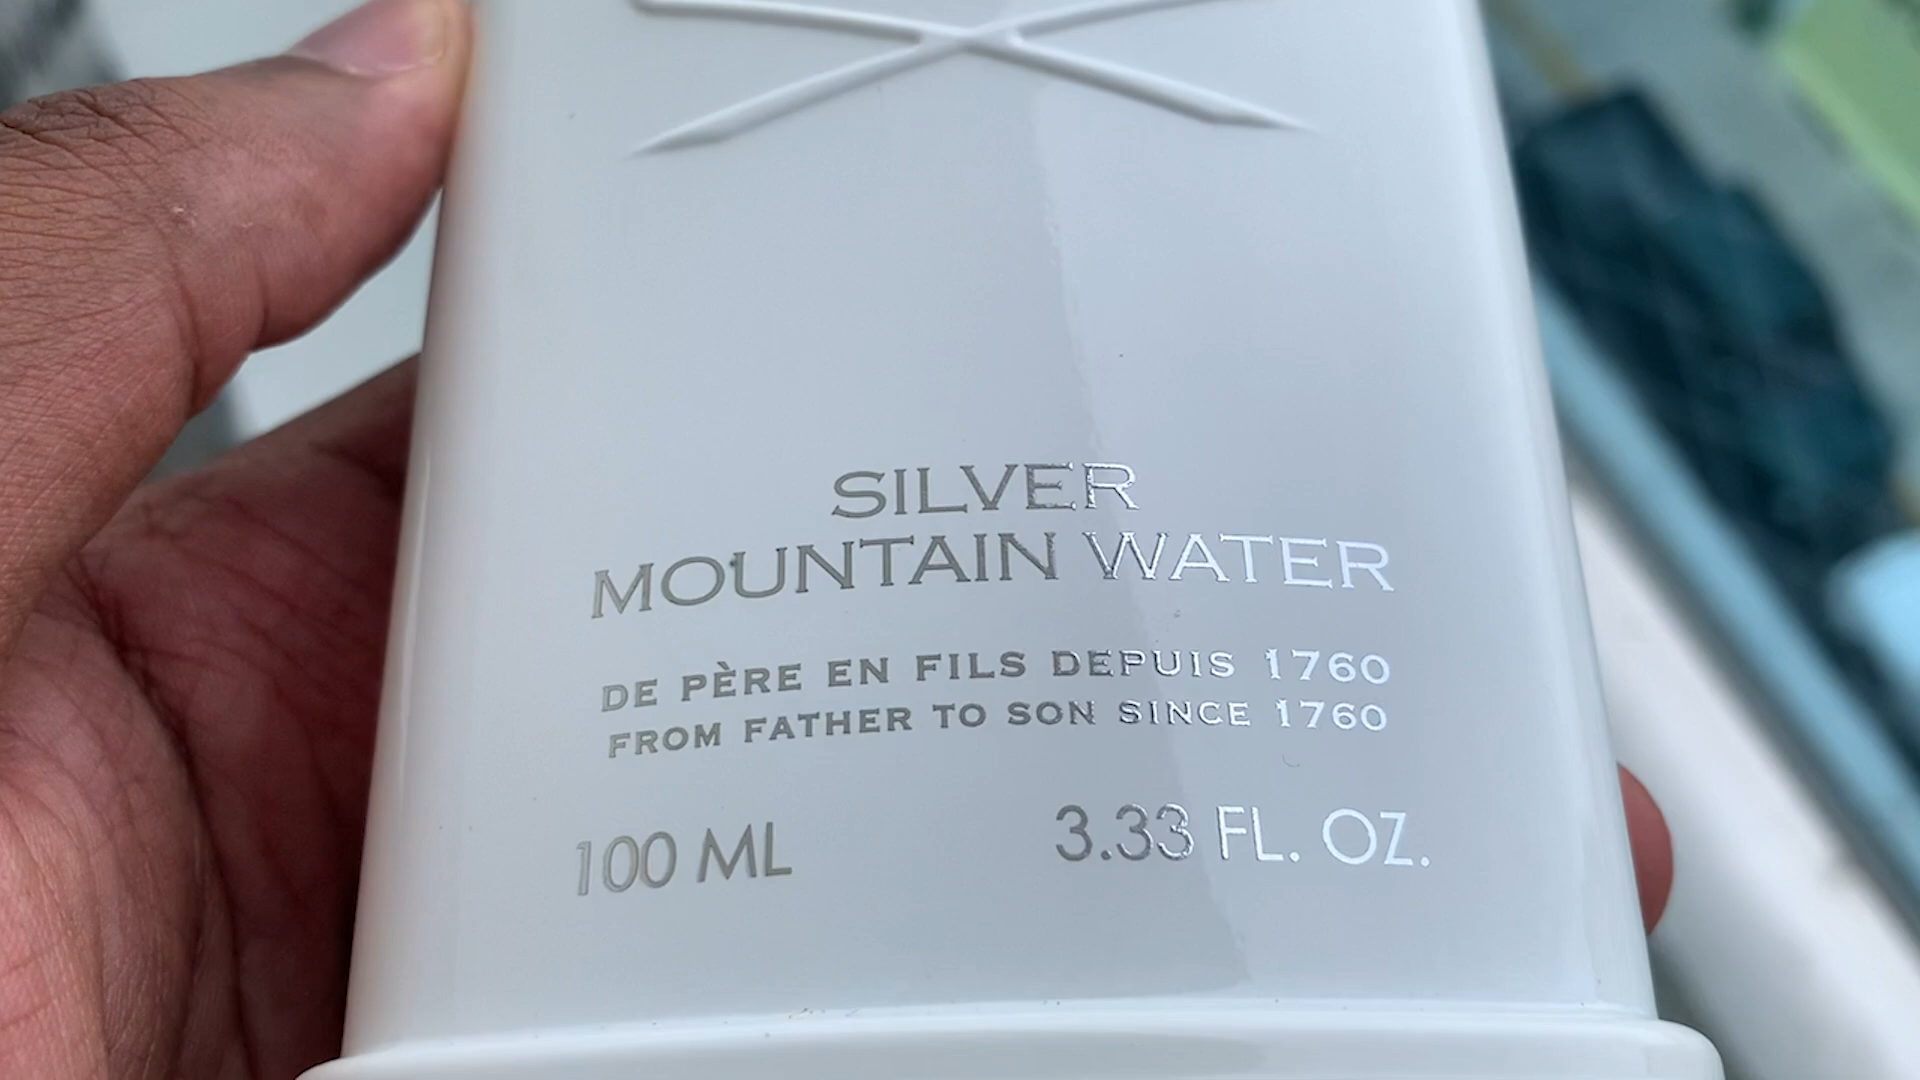 SILVER
MOUNTAIN WATER
DE PÈRE EN FILS DEPUIS 1760
FROM FATHER TO SON SINCE 1760
100 ML 3.33 FL. OZ.